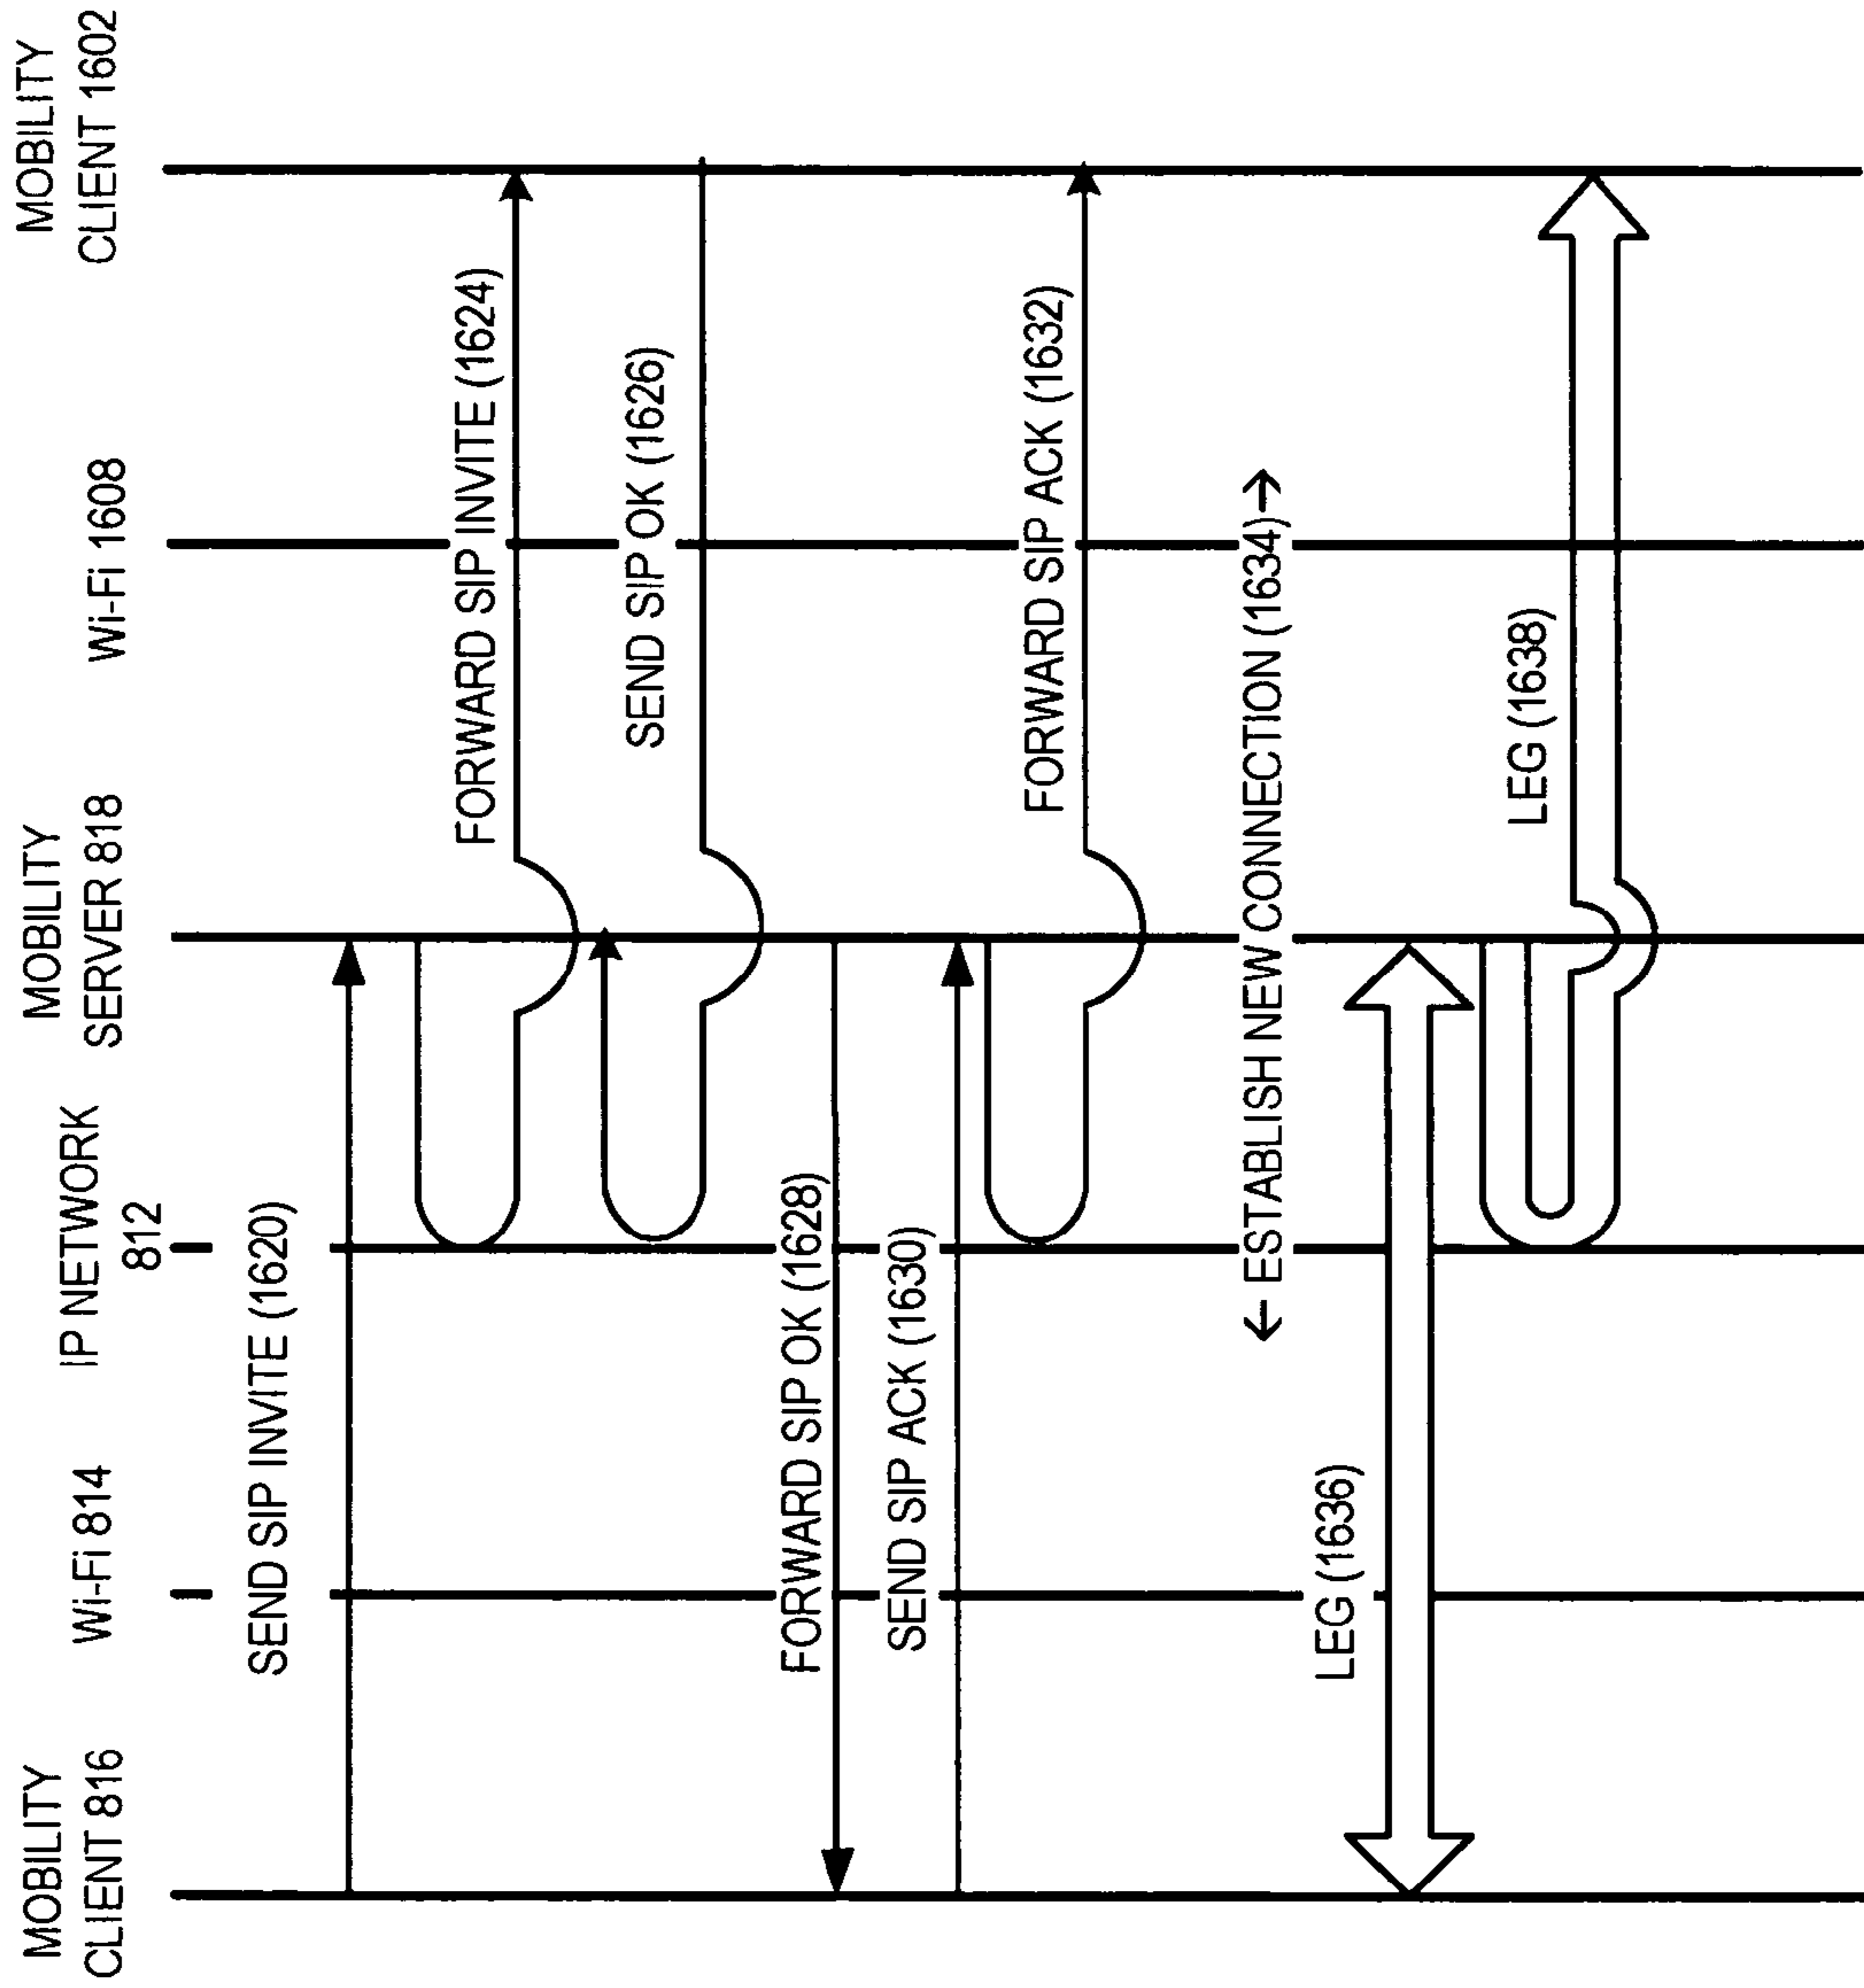 MOBILITY
CLIENT 816
Wi-Fi 814
IP NETWORK
812
MOBILITY
SERVER 818
Wi-Fi 1608
MOBILITY
CLIENT 1602
SEND SIP INVITE (1620)
FORWARD SIP INVITE (1624)
SEND SIP OK (1626)
FORWARD SIP OK (1628)
SEND SIP ACK (1630)
FORWARD SIP ACK (1632)
← ESTABLISH NEW CONNECTION (1634)→
LEG (1636)
LEG (1638)